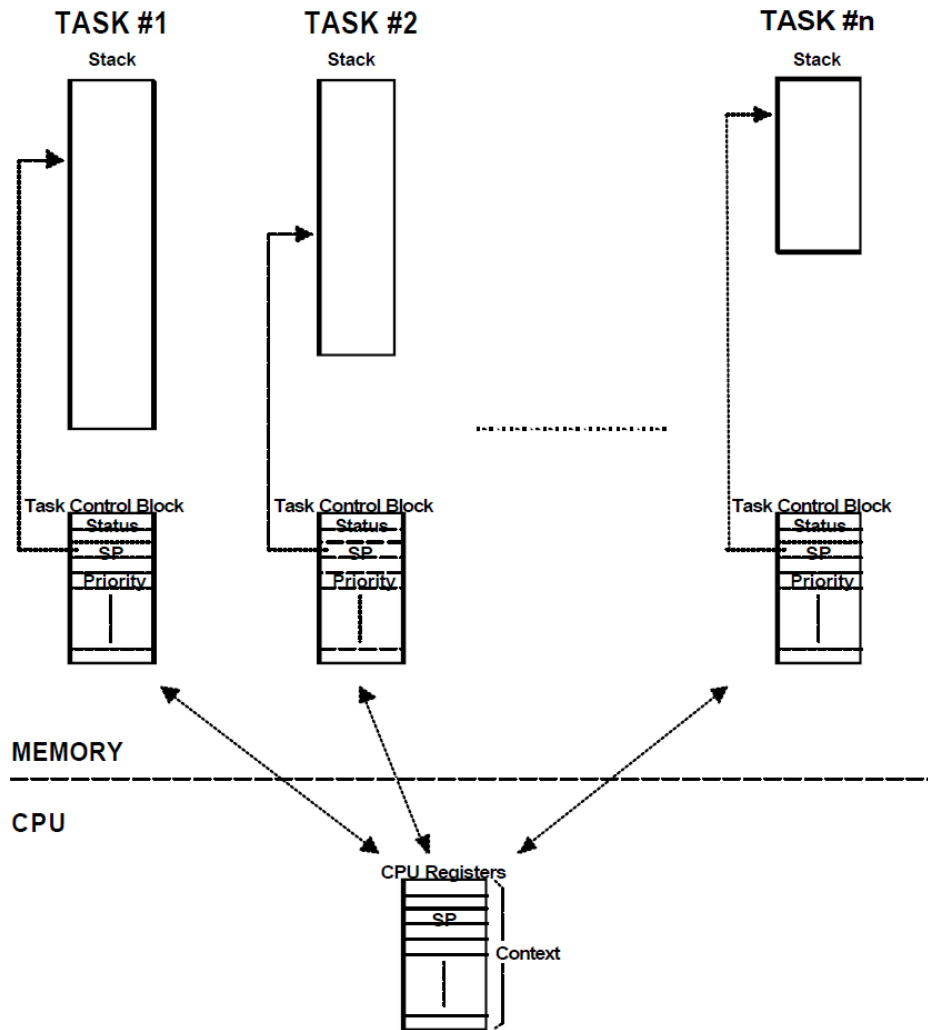 TASK #1
TASK #2
TASK #n
Stack
Stack
Stack
Task Control Block
Task Control Block
Task Control Block
Status
Status
Status
SP
SP
SP
Priority
Priority
Priority
MEMORY
CPU
CPU Registers
SP
Context